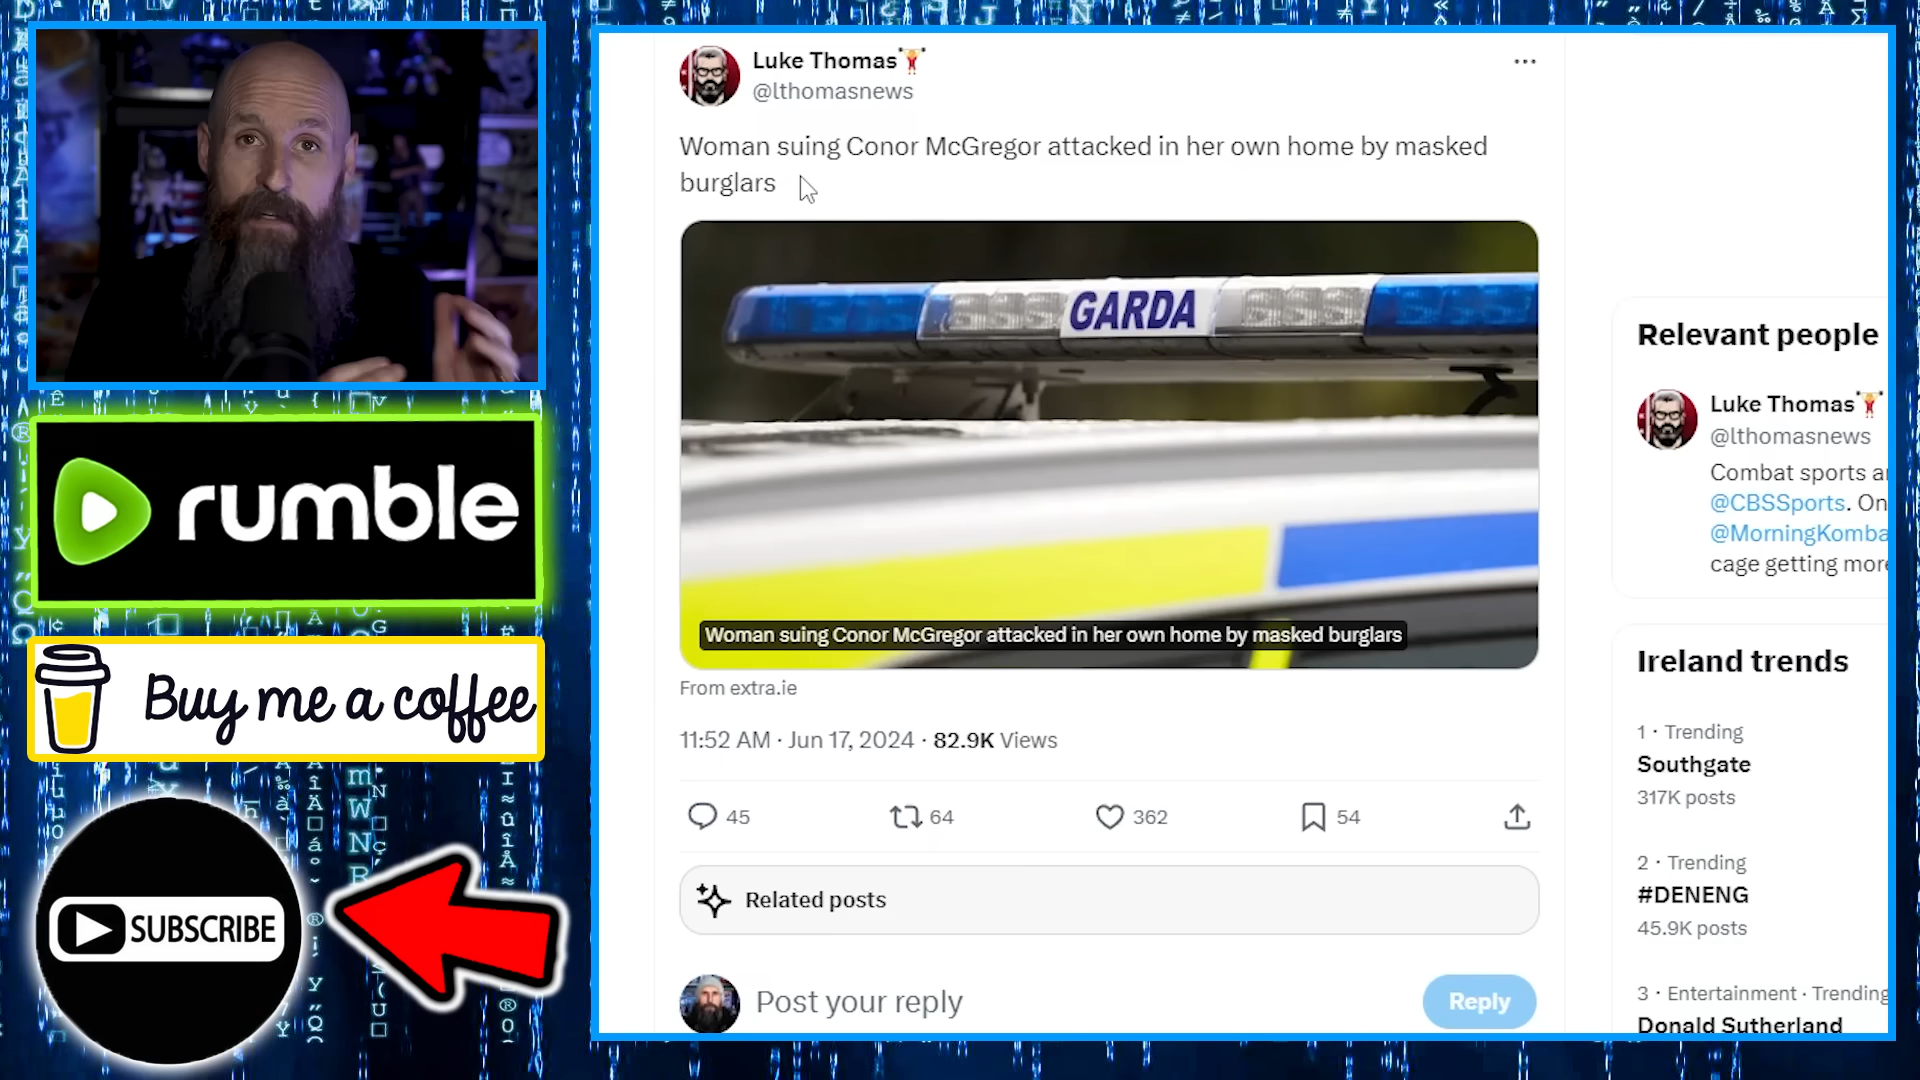 Luke Thomas
@lthomasnews
Woman suing Conor McGregor attacked in her own home by masked
burglars
GARDA
Woman suing Conor McGregor attacked in her own home by masked burglars
From extra.ie
11:52 AM · Jun 17, 2024 · 82.9K Views
45
64
362
54
Related posts
Post your reply
Reply
Relevant people
Luke Thomas
@lthomasnews
Combat sports
@CBSSports. On
@MorningKomba
cage getting more
Ireland trends
1 · Trending
Southgate
317K posts
2 · Trending
#DENENG
45.9K posts
3 · Entertainment · Trending
Donald Sutherland
rumble
Buy me a coffee
SUBSCRIBE